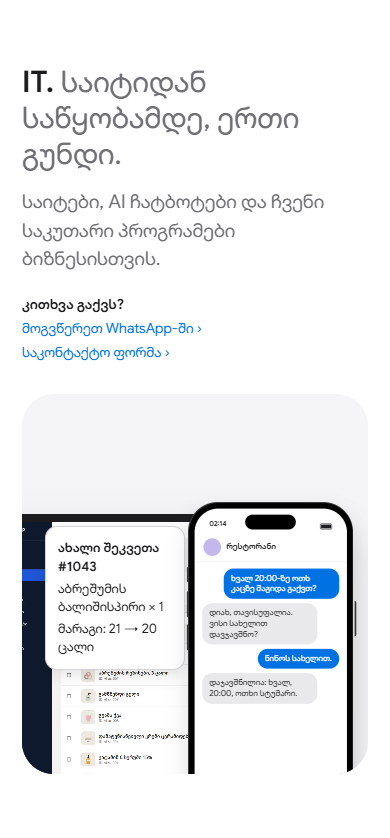 IT. საიტიდან
საწყობამდე, ერთი
გუნდი.
საიტები, AI ჩატბოტები და ჩვენი
საკუთარი პროგრამები
ბიზნესისთვის.
კითხვა გაქვს?
მოგვწერეთ WhatsApp-ში ›
საკონტაქტო ფორმა ›
ახალი შეკვეთა
#1043
აბრეშუმის
ბალიშისპირი × 1
მარაგი: 21 → 20
ცალი
02:14
რესტორანი
ხვალ 20:00-ზე ოთხ
კაცზე მაგიდა გაქვთ?
დიახ, თავისუფალია.
ვისი სახელით
დავჯავშნო?
ნინოს სახელით.
დაჯავშნილია: ხვალ,
20:00, ოთხი სტუმარი.